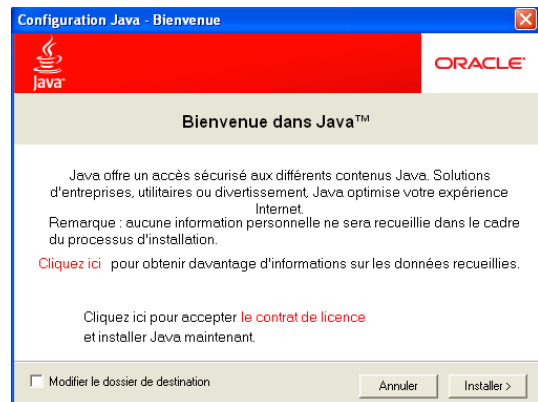 Configuration Java - Bienvenue
Java
ORACLE
Bienvenue dans Java™
Java offre un accès sécurisé aux différents contenus Java. Solutions
d'entreprises, utilitaires ou divertissement, Java optimise votre expérience
Internet.
Remarque : aucune information personnelle ne sera recueillie dans le cadre
du processus d'installation.
Cliquez ici pour obtenir davantage d'informations sur les données recueillies.
Cliquez ici pour accepter le contrat de licence
et installer Java maintenant.
Modifier le dossier de destination
Annuler
Installer >